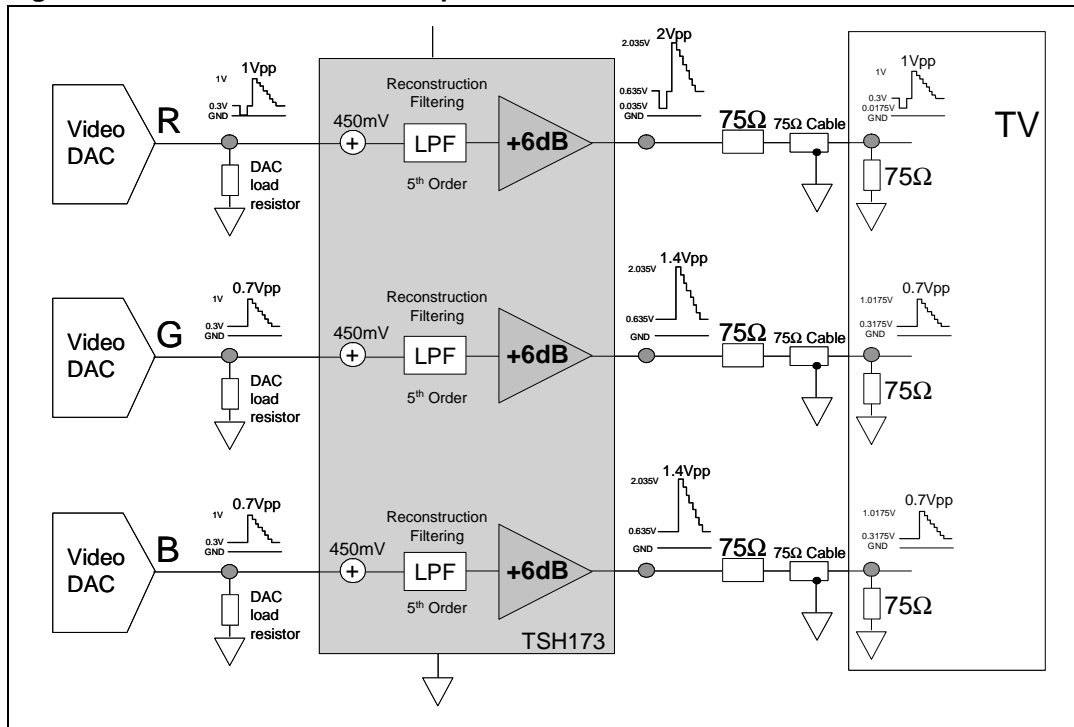 2Vpp
2.035V
0.635V
0.035V
GND
1Vpp
1V
0.3V
GND
1Vpp
1V
0.3V
0.0175V
GND
TV
Reconstruction
Filtering
Video
DAC
R
450mV
LPF
+6dB
75Ω
75Ω Cable
5th Order
DAC
load
resistor
75Ω
1.4Vpp
2.035V
0.635V
GND
0.7Vpp
1V
0.3V
GND
0.7Vpp
1.0175V
0.3175V
GND
Reconstruction
Filtering
Video
DAC
G
450mV
LPF
+6dB
75Ω
75Ω Cable
5th Order
DAC
load
resistor
75Ω
1.4Vpp
2.035V
0.635V
GND
0.7Vpp
1V
0.3V
GND
0.7Vpp
1.0175V
0.3175V
GND
Reconstruction
Filtering
Video
DAC
B
450mV
LPF
+6dB
75Ω
75Ω Cable
5th Order
DAC
load
resistor
75Ω
TSH173